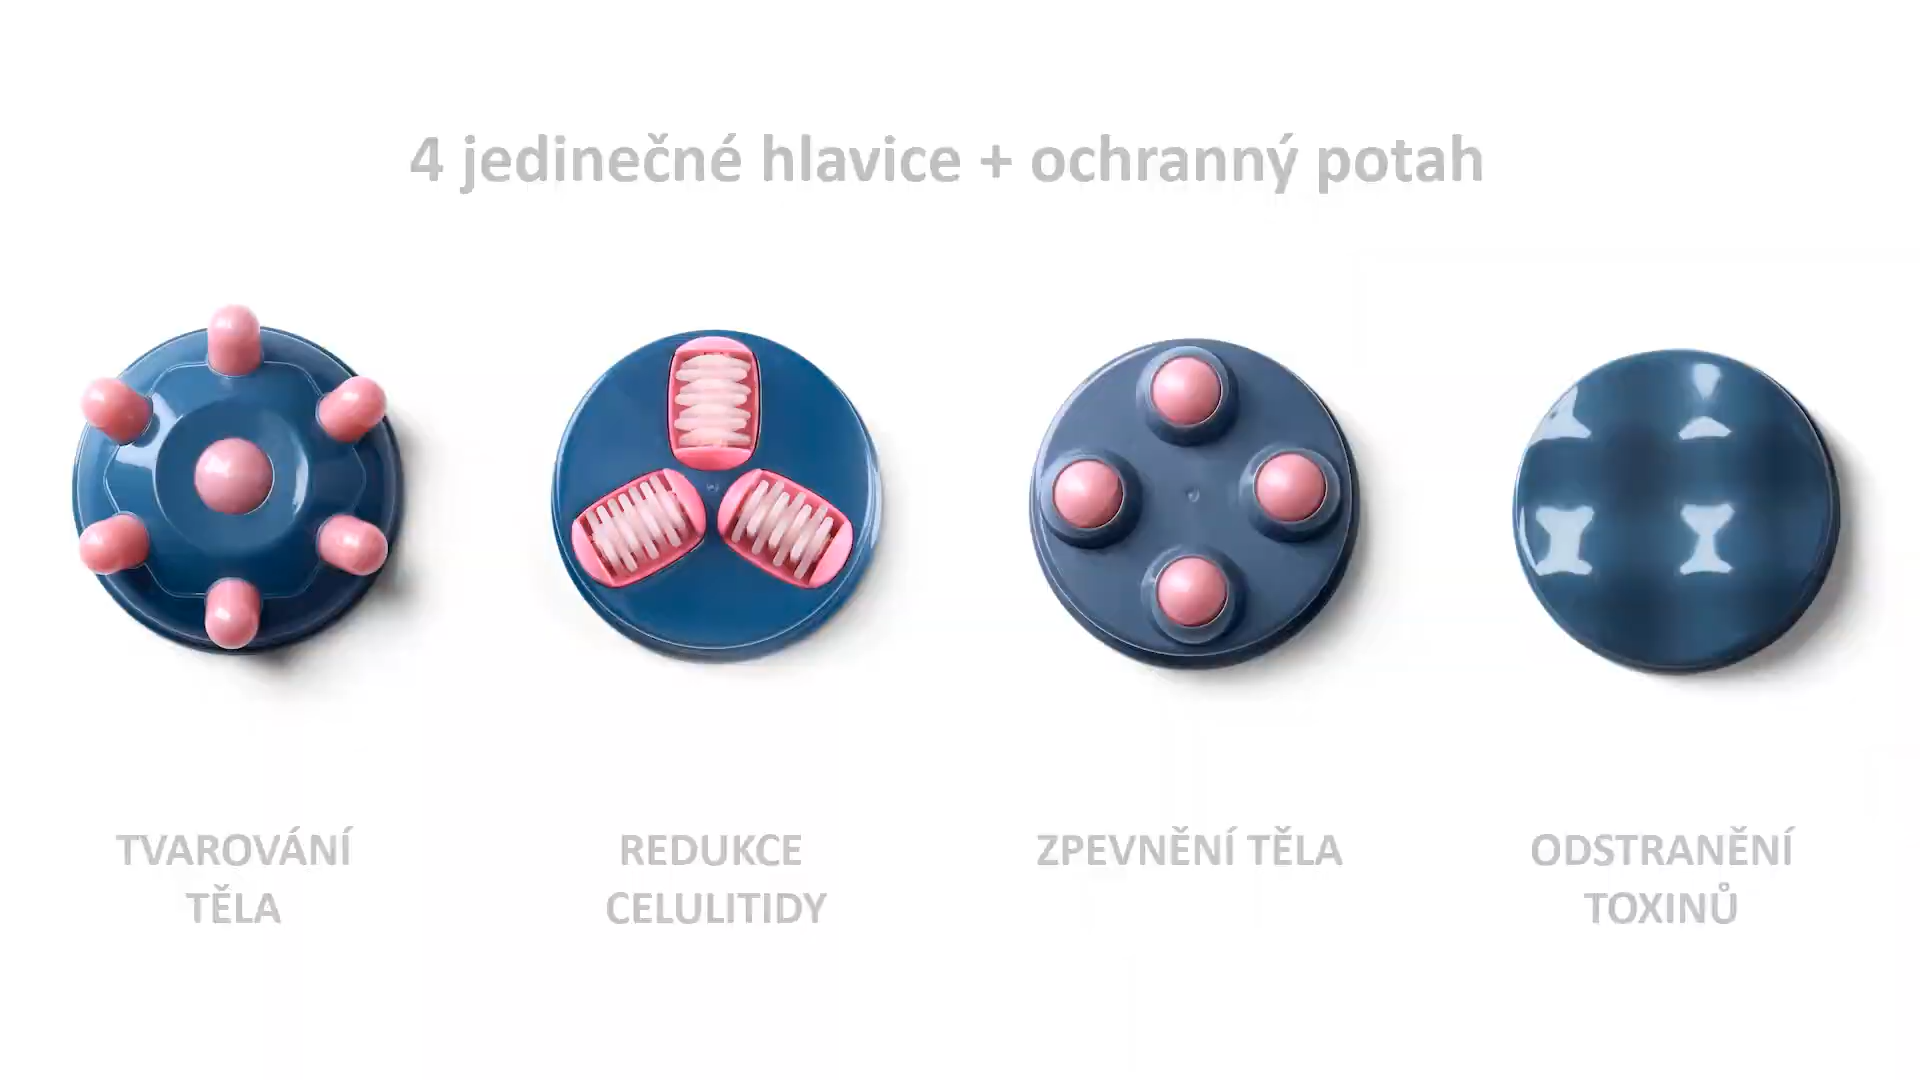 4 jedinečné hlavice + ochranný potah
TVAROVÁNÍ
TĚLA
REDUKCE
CELULITIDY
ZPEVNĚNÍ TĚLA
ODSTRANĚNÍ
TOXINŮ